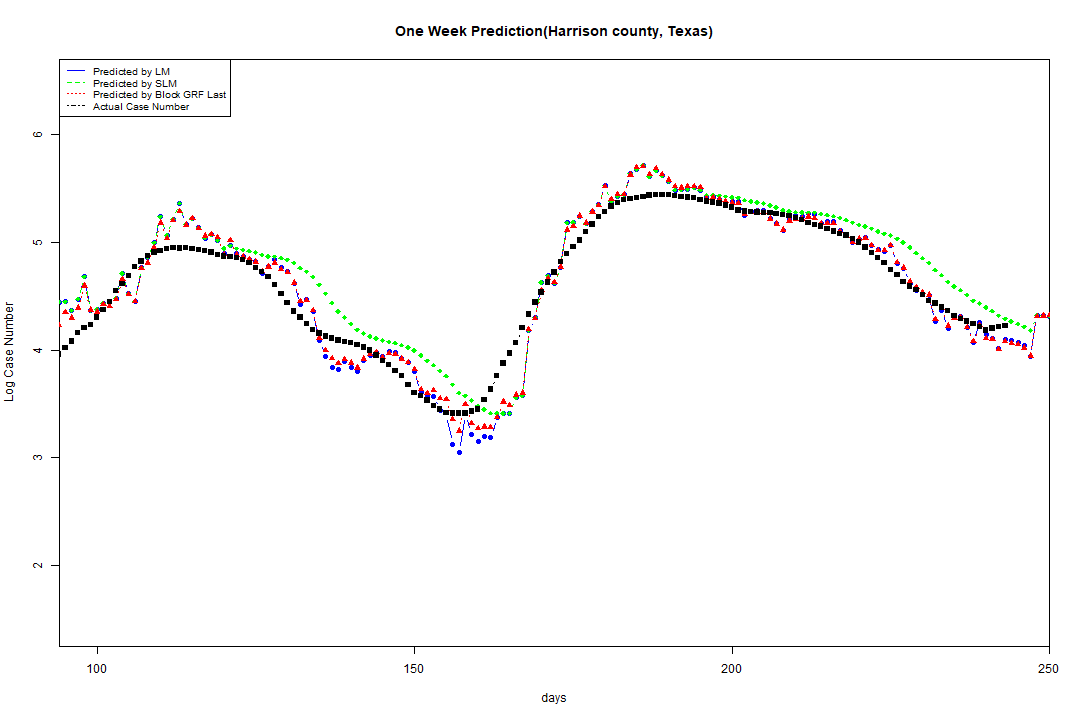 One Week Prediction(Harrison county, Texas)
Predicted by LM
Predicted by SLM
Predicted by Block GRF Last
Actual Case Number
6
5
4
3
2
Log Case Number
100
150
200
250
days